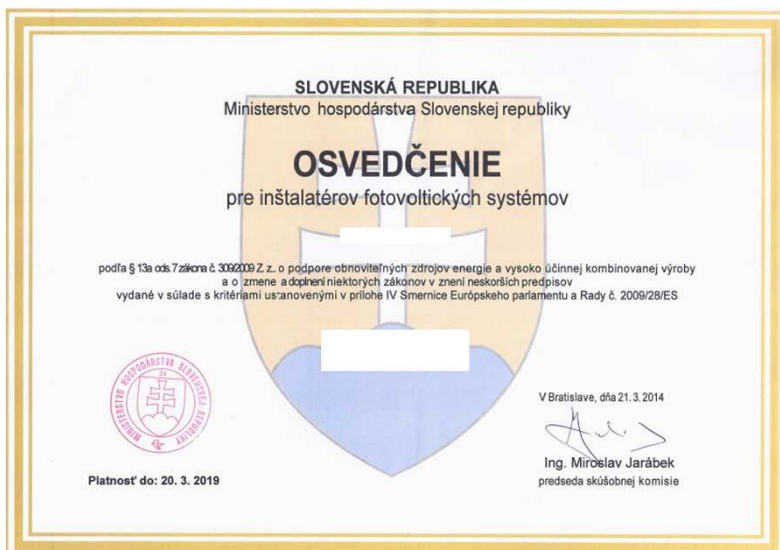 SLOVENSKÁ REPUBLIKA
Ministerstvo hospodárstva Slovenskej republiky
OSVEDČENIE
pre inštalatérov fotovoltických systémov
podľa § 13a ods. 7 zákona č. 309/2009 Z. z. o podpore obnoviteľných zdrojov energie a vysoko účinnej kombinovanej výroby
a o zmene a doplnení niektorých zákonov v znení neskorších predpisov
vydané v súlade s kritériami ustanovenými v prílohe IV Smernice Európskeho parlamentu a Rady č. 2009/28/ES
MINISTERSTVO HOSPODÁRSTVA SLOVENSKEJ REPUBLIKY
24
V Bratislave, dňa 21. 3. 2014
Ing. Miroslav Jarábek
predseda skúšobnej komisie
Platnosť do: 20. 3. 2019